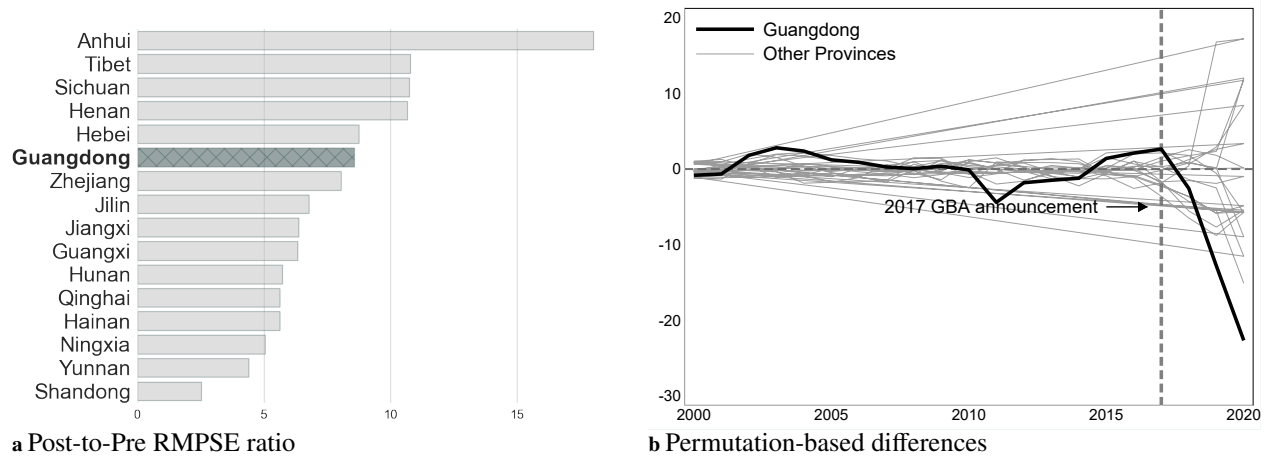 Anhui
Tibet
Sichuan
Henan
Hebei
Guangdong
Zhejiang
Jilin
Jiangxi
Guangxi
Hunan
Qinghai
Hainan
Ningxia
Yunnan
Shandong
0 5 10 15
a Post-to-Pre RMPSE ratio
20
10
0
-10
-20
-30
Guangdong
Other Provinces
2017 GBA announcement
2000 2005 2010 2015 2020
b Permutation-based differences